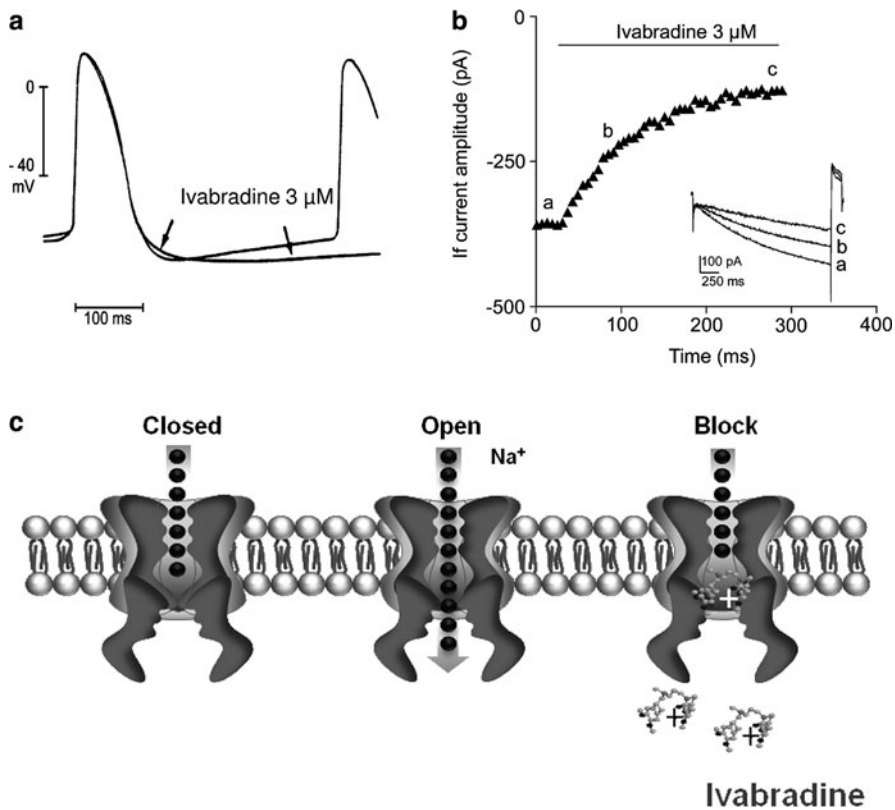 a
0
- 40
mV
Ivabradine 3 µM
100 ms
b
Ivabradine 3 µM
If current amplitude (pA)
0
-250
-500
a
b
c
c
b
a
100 pA
250 ms
0 100 200 300 400
Time (ms)
c
Closed Open Block
Na⁺
+
+ +
Ivabradine